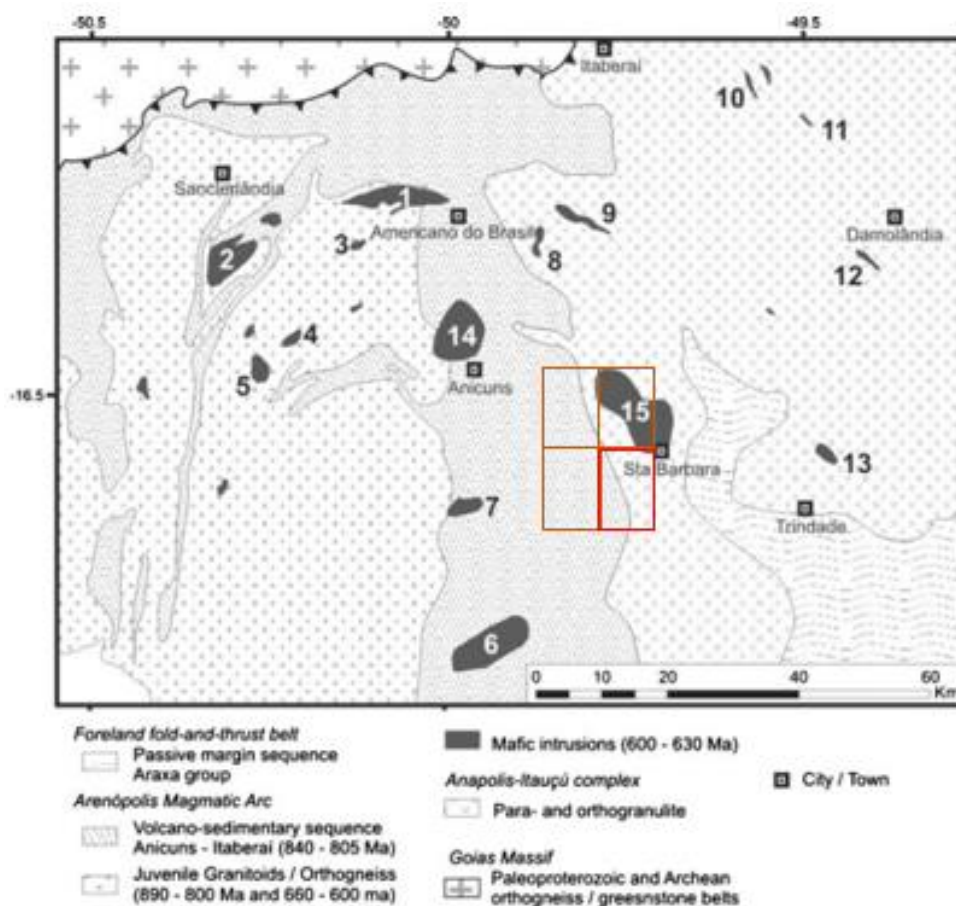 -50.5
-50
-49.5
Itaberaí
10
11
Saoclerlândia
1
9
Americano do Brasil
Damolândia
3
2
8
12
14
4
5
Anicuns
-16.5
15
Sta Barbara
13
7
Trindade
6
0 10 20 40 60
Km
Foreland fold-and-thrust belt
Passive margin sequence
Araxa group
Arenópolis Magmatic Arc
Volcano-sedimentary sequence
Anicuns - Itaberaí (840 - 805 Ma)
Juvenile Granitoids / Orthogneiss
(890 - 800 Ma and 660 - 600 ma)
Mafic intrusions (600 - 630 Ma)
Anapolis-Itauçú complex
City / Town
Para- and orthogranulite
Goias Massif
Paleoproterozoic and Archean
orthogneiss / greesnstone belts